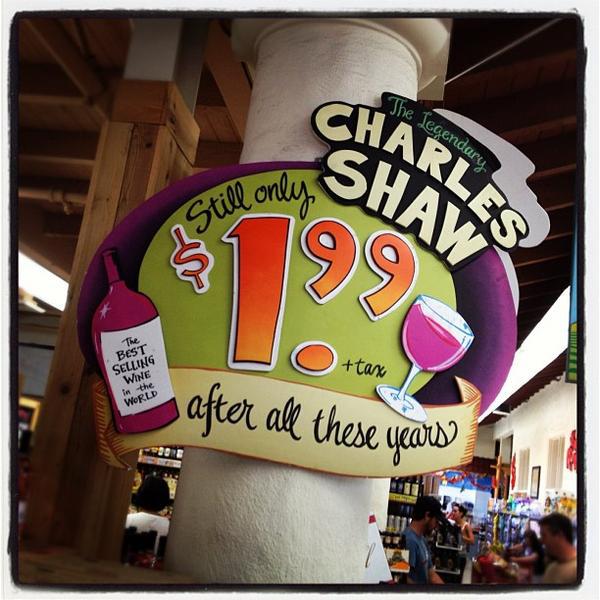 The Legendary
CHARLES
SHAW
Still only
$1.99
+ tax
The
BEST
SELLING
WINE
in the
WORLD
after all these years